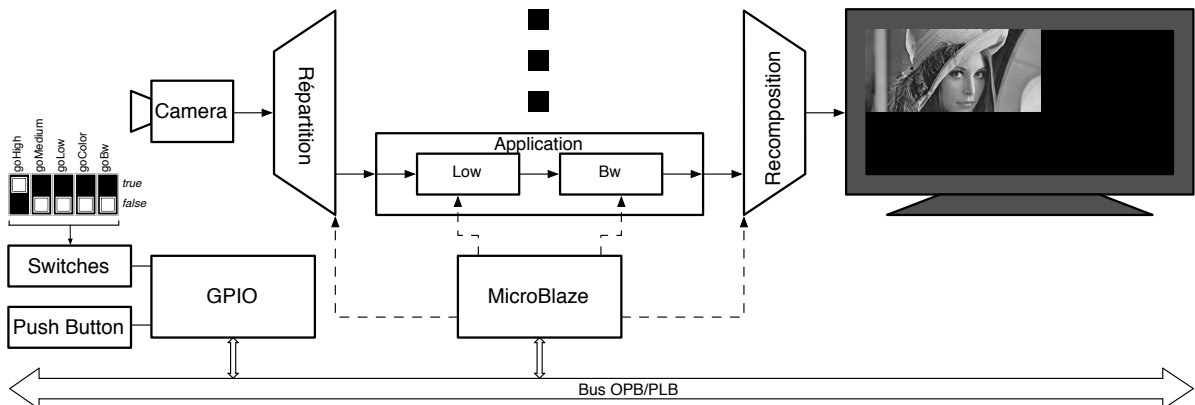 goHigh
goMedium
goLow
goColor
goBw
true
false
Camera
Répartition
Application
Low
Bw
Recomposition
Switches
Push Button
GPIO
MicroBlaze
Bus OPB/PLB